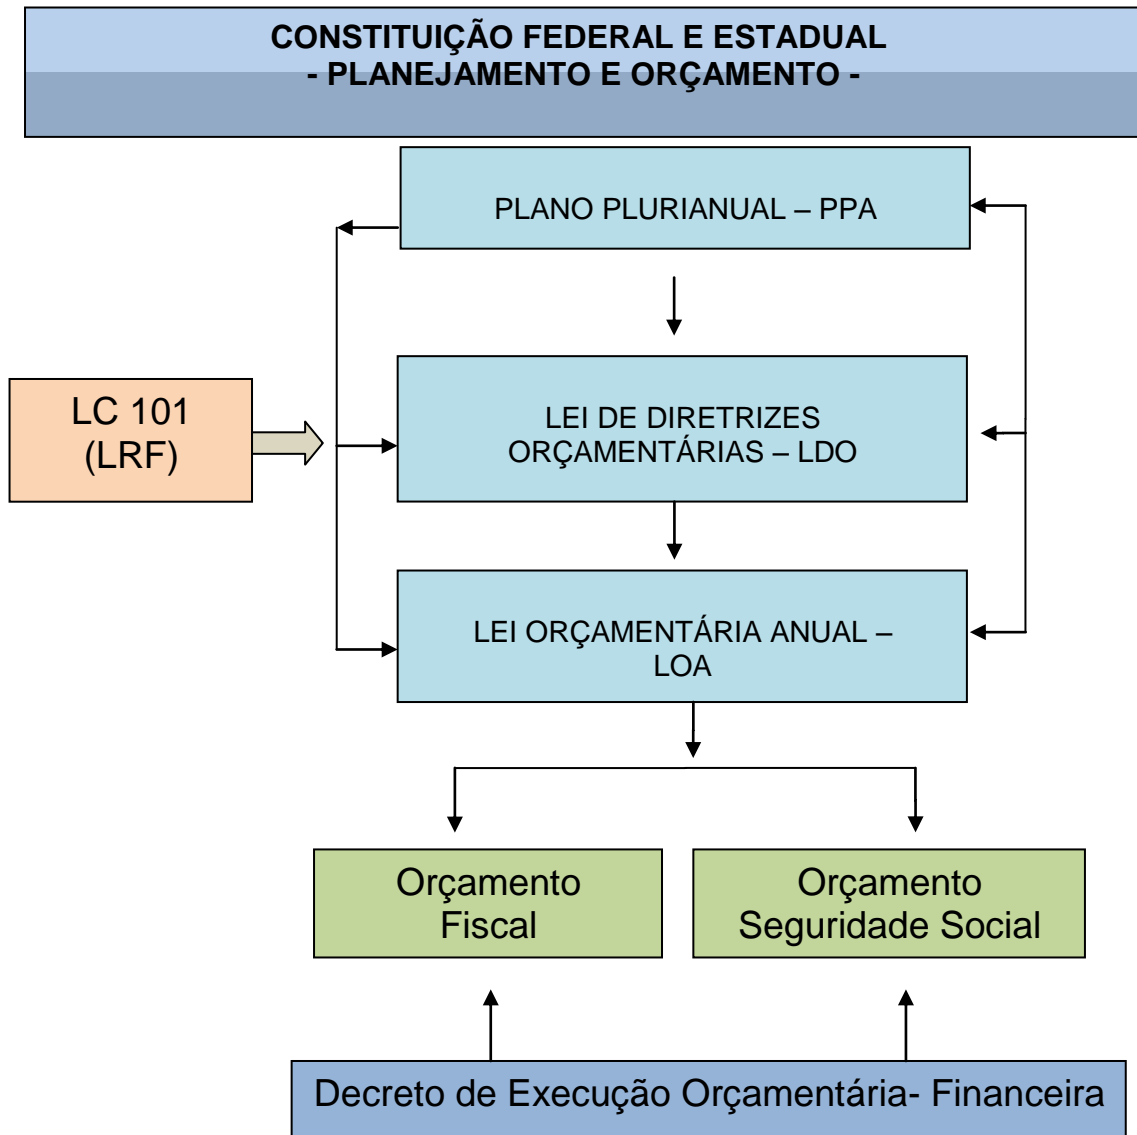 CONSTITUIÇÃO FEDERAL E ESTADUAL
- PLANEJAMENTO E ORÇAMENTO -
PLANO PLURIANUAL – PPA
LC 101
(LRF)
LEI DE DIRETRIZES
ORÇAMENTÁRIAS – LDO
LEI ORÇAMENTÁRIA ANUAL –
LOA
Orçamento
Fiscal
Orçamento
Seguridade Social
Decreto de Execução Orçamentária- Financeira